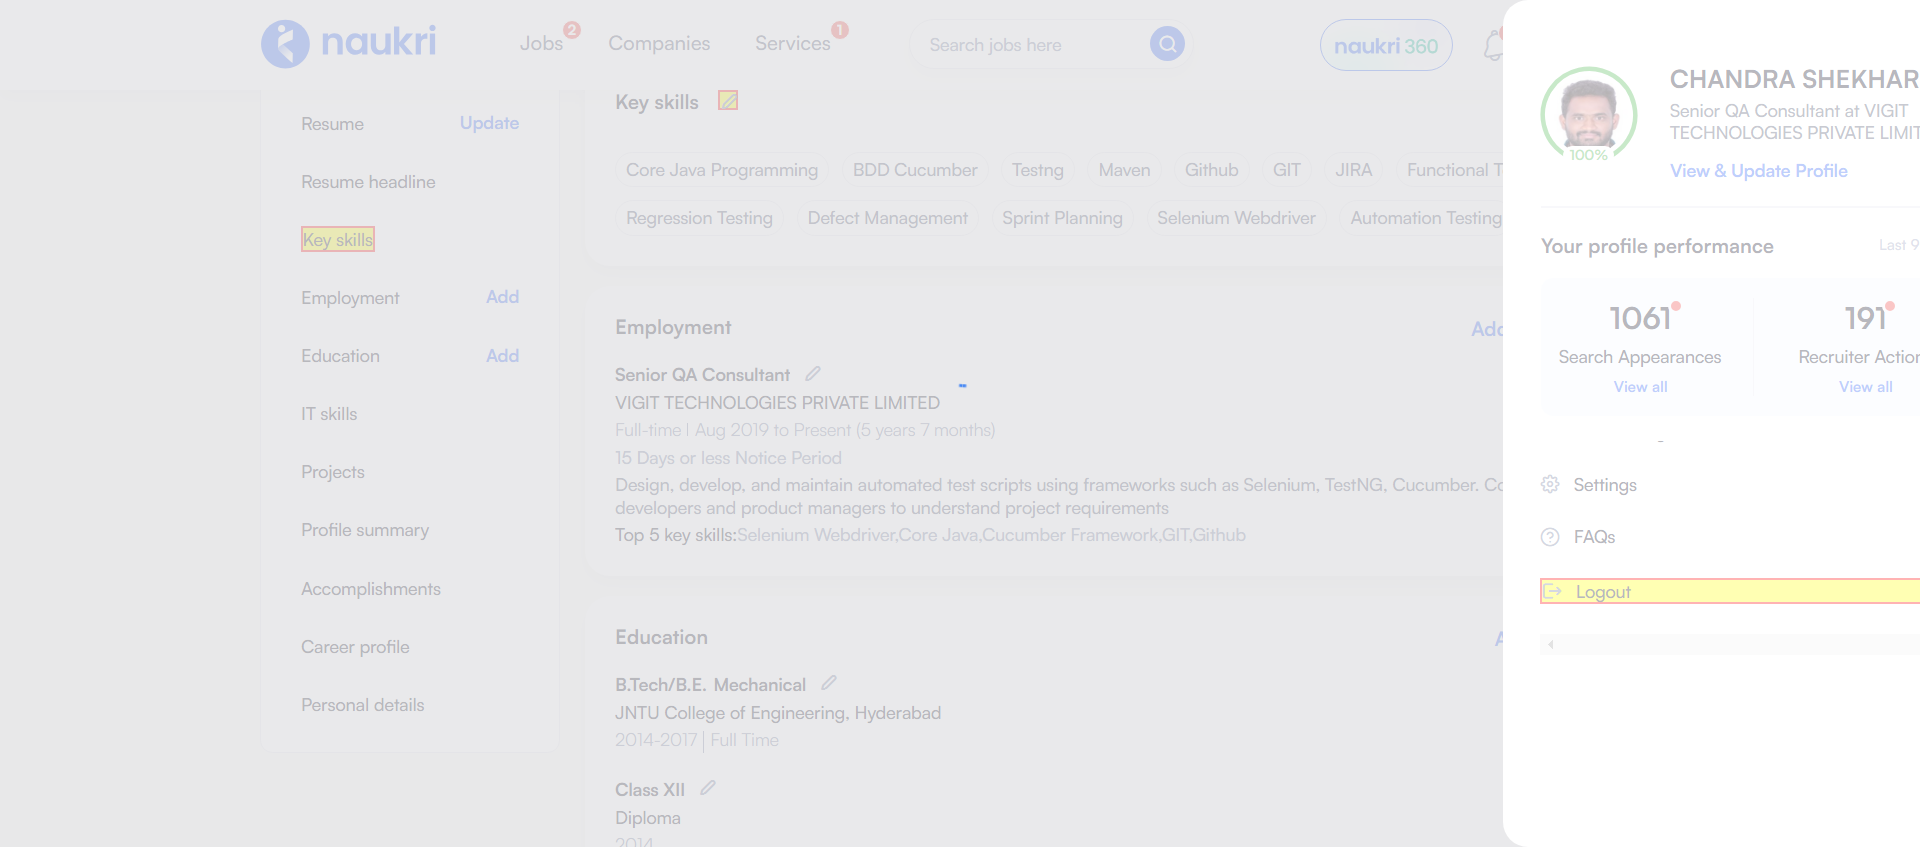 naukri
Jobs 2
Companies
Services 1
Search jobs here
naukri 360
Resume Update
Resume headline
Key skills
Employment Add
Education Add
IT skills
Projects
Profile summary
Accomplishments
Career profile
Personal details
Key skills
Core Java Programming BDD Cucumber Testng Maven Github GIT JIRA Functional T
Regression Testing Defect Management Sprint Planning Selenium Webdriver Automation Testing
Employment Add
Senior QA Consultant
VIGIT TECHNOLOGIES PRIVATE LIMITED
Full-time | Aug 2019 to Present (5 years 7 months)
15 Days or less Notice Period
Design, develop, and maintain automated test scripts using frameworks such as Selenium, TestNG, Cucumber. Co
developers and product managers to understand project requirements
Top 5 key skills:Selenium Webdriver,Core Java,Cucumber Framework,GIT,Github
Education A
B.Tech/B.E. Mechanical
JNTU College of Engineering, Hyderabad
2014-2017 | Full Time
Class XII
Diploma
2014
100%
CHANDRA SHEKHAR
Senior QA Consultant at VIGIT
TECHNOLOGIES PRIVATE LIMIT
View & Update Profile
Your profile performance Last 9
1061 191
Search Appearances Recruiter Action
View all View all
Settings
FAQs
Logout